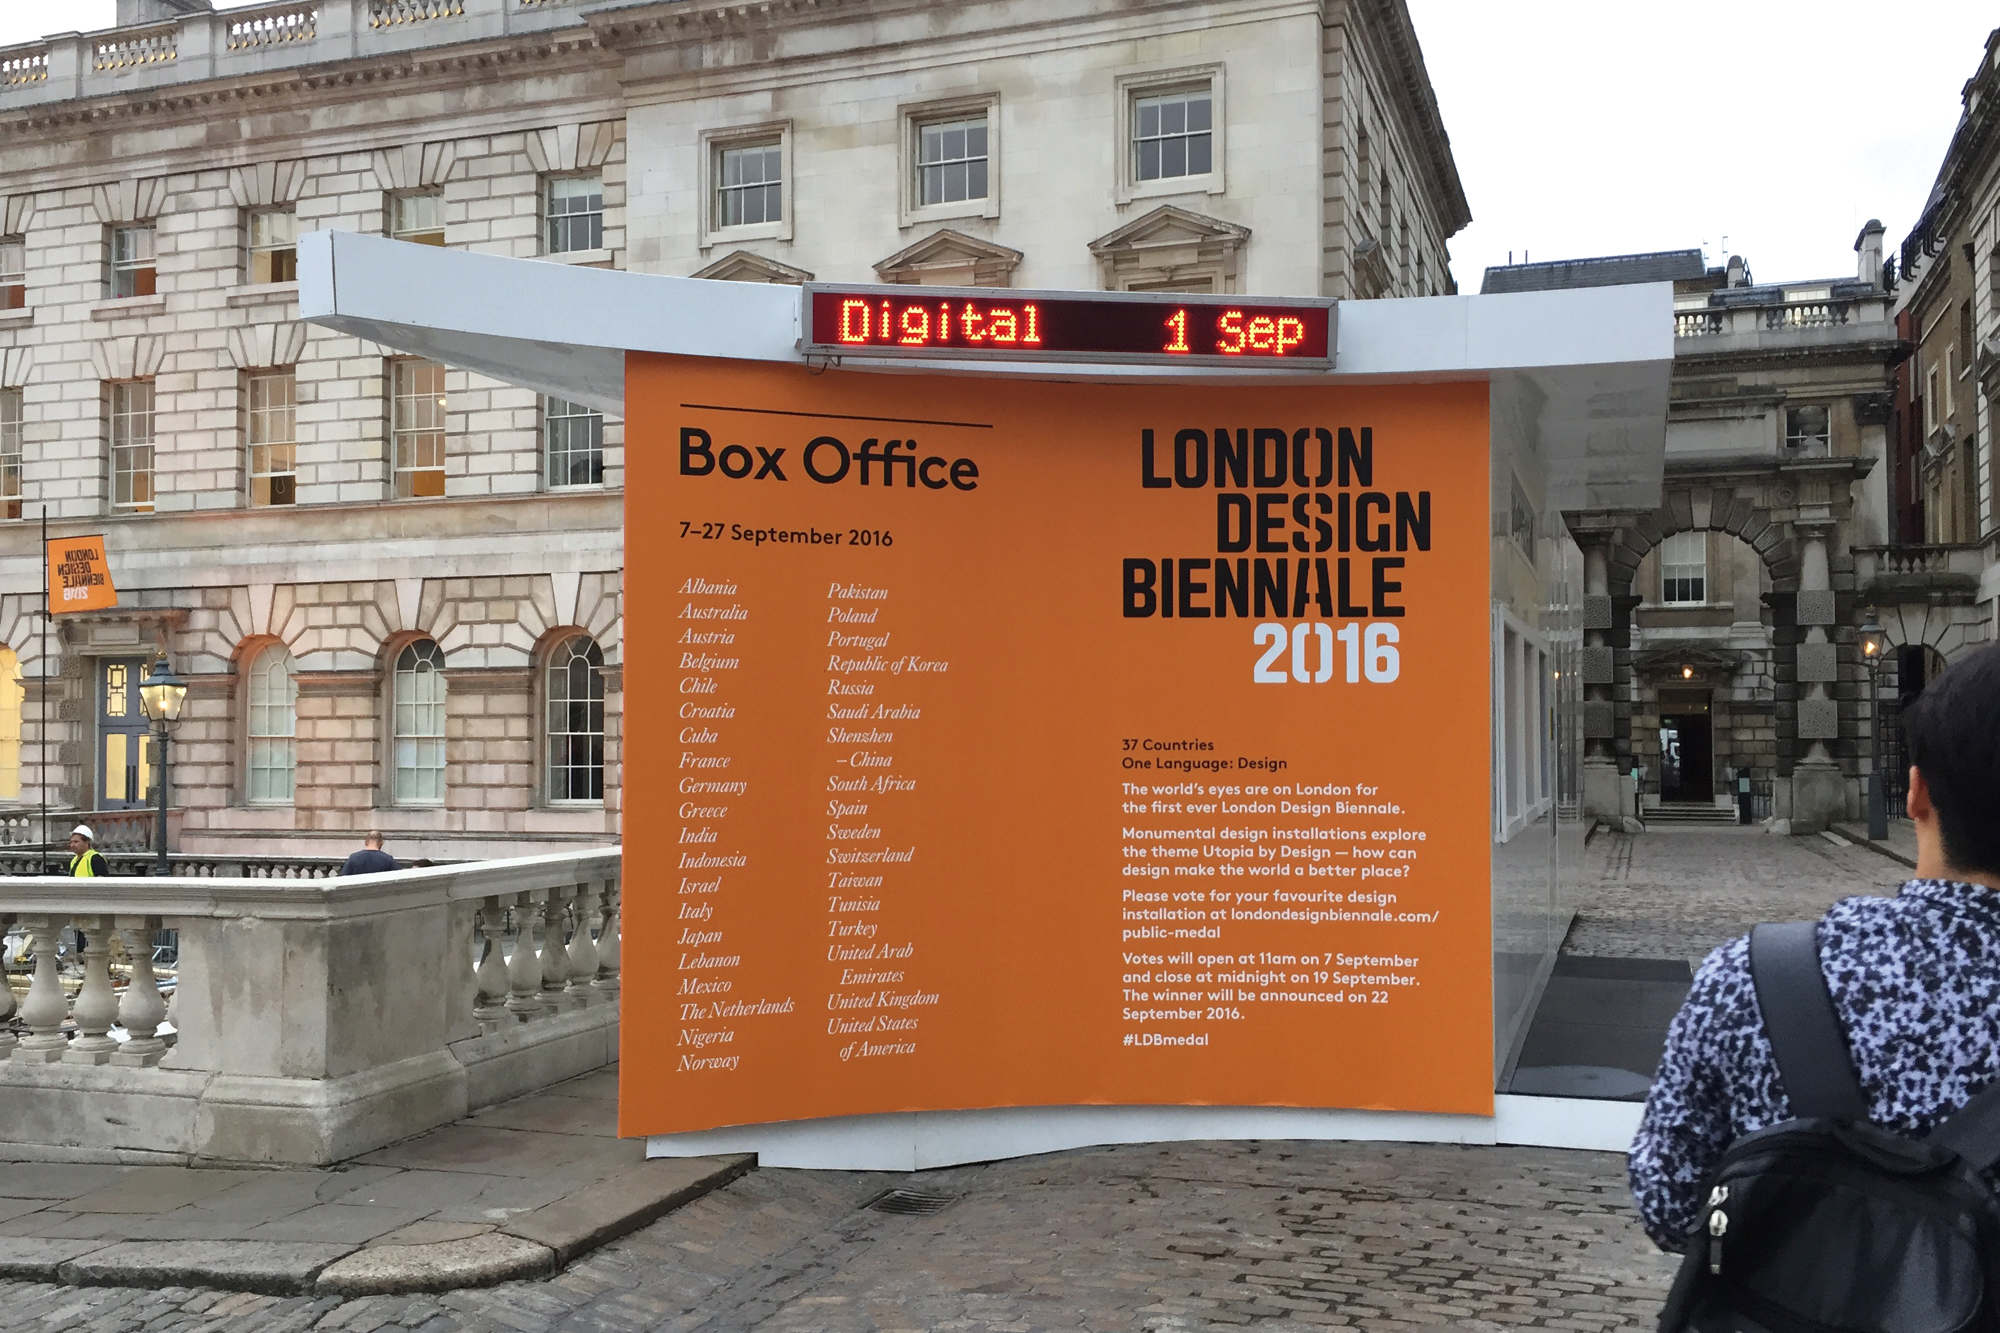 Digital 1 Sep
Box Office
7–27 September 2016
Albania
Australia
Austria
Belgium
Chile
Croatia
Cuba
France
Germany
Greece
India
Indonesia
Israel
Italy
Japan
Lebanon
Mexico
The Netherlands
Nigeria
Norway
Pakistan
Poland
Portugal
Republic of Korea
Russia
Saudi Arabia
Shenzhen
– China
South Africa
Spain
Sweden
Switzerland
Taiwan
Tunisia
Turkey
United Arab
Emirates
United Kingdom
United States
of America
LONDON
DESIGN
BIENNALE
2016
37 Countries
One Language: Design
The world's eyes are on London for
the first ever London Design Biennale.
Monumental design installations explore
the theme Utopia by Design — how can
design make the world a better place?
Please vote for your favourite design
installation at londondesignbiennale.com/
public-medal
Votes will open at 11am on 7 September
and close at midnight on 19 September.
The winner will be announced on 22
September 2016.
#LDBmedal
LONDON
DESIGN
BIENNALE
2016